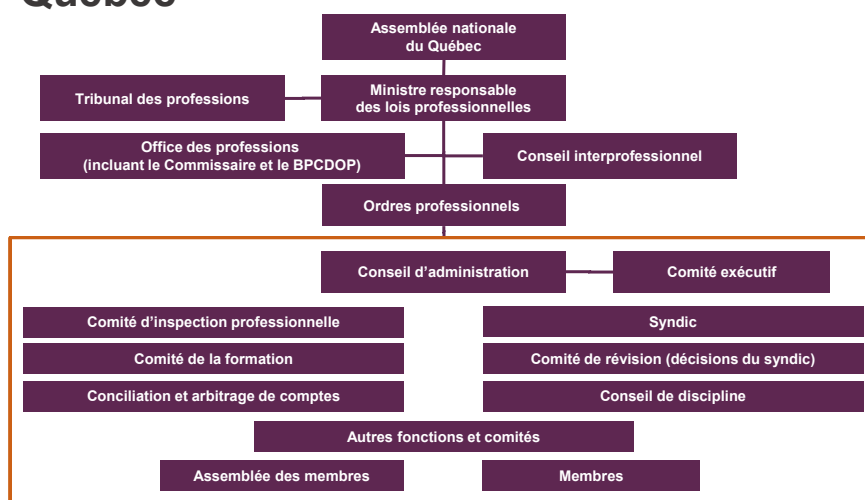 Québec
Assemblée nationale
du Québec
Tribunal des professions
Ministre responsable
des lois professionnelles
Office des professions
(incluant le Commissaire et le BPCDOP)
Conseil interprofessionnel
Ordres professionnels
Conseil d'administration
Comité exécutif
Comité d'inspection professionnelle
Syndic
Comité de la formation
Comité de révision (décisions du syndic)
Conciliation et arbitrage de comptes
Conseil de discipline
Autres fonctions et comités
Assemblée des membres
Membres